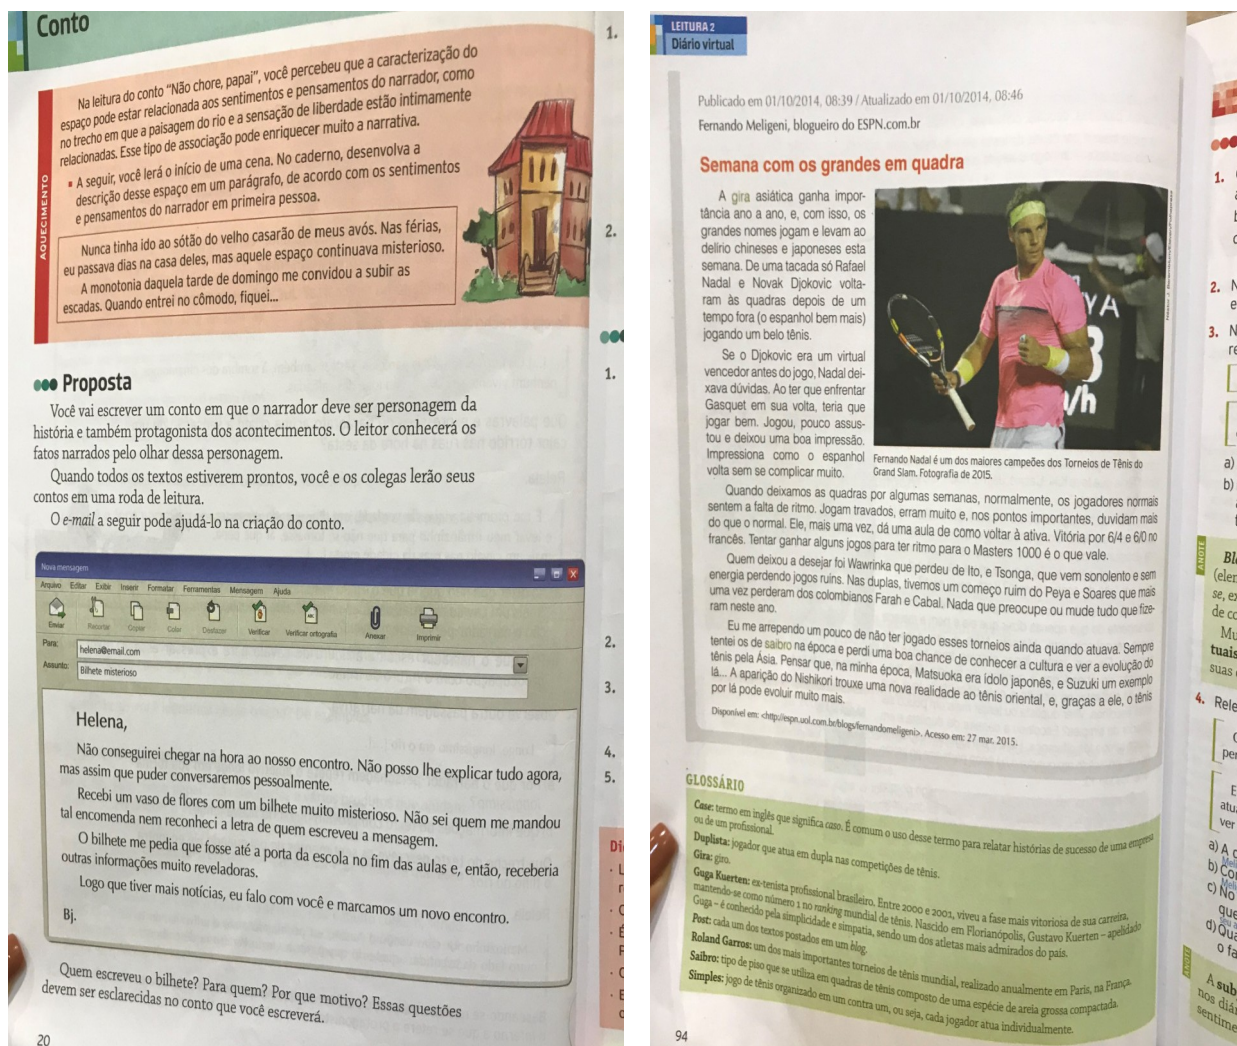 Conto
AQUECIMENTO
Na leitura do conto “Não chore, papai”, você percebeu que a caracterização do
espaço pode estar relacionada aos sentimentos e pensamentos do narrador, como
no trecho em que a paisagem do rio e a sensação de liberdade estão intimamente
relacionadas. Esse tipo de associação pode enriquecer muito a narrativa.
A seguir, você lerá o início de uma cena. No caderno, desenvolva a
descrição desse espaço em um parágrafo, de acordo com os sentimentos
e pensamentos do narrador em primeira pessoa.
Nunca tinha ido ao sótão do velho casarão de meus avós. Nas férias,
eu passava dias na casa deles, mas aquele espaço continuava misterioso.
A monotonia daquela tarde de domingo me convidou a subir as
escadas. Quando entrei no cômodo, fiquei...
Proposta
Você vai escrever um conto em que o narrador deve ser personagem da
história e também protagonista dos acontecimentos. O leitor conhecerá os
fatos narrados pelo olhar dessa personagem.
Quando todos os textos estiverem prontos, você e os colegas lerão seus
contos em uma roda de leitura.
O e-mail a seguir pode ajudá-lo na criação do conto.
Nova mensagem
Arquivo Editar Exibir Inserir Formatar Ferramentas Mensagem Ajuda
Enviar Recortar Copiar Colar Desfazer Verificar Verificar ortografia Anexar Imprimir
Para: helena@email.com
Assunto: Bilhete misterioso
Helena,
Não conseguirei chegar na hora ao nosso encontro. Não posso lhe explicar tudo agora,
mas assim que puder conversaremos pessoalmente.
Recebi um vaso de flores com um bilhete muito misterioso. Não sei quem me mandou
tal encomenda nem reconheci a letra de quem escreveu a mensagem.
O bilhete me pedia que fosse até a porta da escola no fim das aulas e, então, receberia
outras informações muito reveladoras.
Logo que tiver mais notícias, eu falo com você e marcamos um novo encontro.
Bj.
Quem escreveu o bilhete? Para quem? Por que motivo? Essas questões
devem ser esclarecidas no conto que você escreverá.
20
1.
2.
1.
2.
3.
4.
5.
LEITURA 2
Diário virtual
Publicado em 01/10/2014, 08:39 / Atualizado em 01/10/2014, 08:46
Fernando Meligeni, blogueiro do ESPN.com.br
Semana com os grandes em quadra
A gira asiática ganha impor-
tância ano a ano, e, com isso, os
grandes nomes jogam e levam ao
delírio chineses e japoneses esta
semana. De uma tacada só Rafael
Nadal e Novak Djokovic volta-
ram às quadras depois de um
tempo fora (o espanhol bem mais)
jogando um belo tênis.
Se o Djokovic era um virtual
vencedor antes do jogo, Nadal dei-
xava dúvidas. Ao ter que enfrentar
Gasquet em sua volta, teria que
jogar bem. Jogou, pouco assus-
tou e deixou uma boa impressão.
Impressiona como o espanhol
volta sem se complicar muito.
Fernando Nadal é um dos maiores campeões dos Torneios de Tênis do
Grand Slam. Fotografia de 2015.
Quando deixamos as quadras por algumas semanas, normalmente, os jogadores normais
sentem a falta de ritmo. Jogam travados, erram muito e, nos pontos importantes, duvidam mais
do que o normal. Ele, mais uma vez, dá uma aula de como voltar à ativa. Vitória por 6/4 e 6/0 no
francês. Tentar ganhar alguns jogos para ter ritmo para o Masters 1000 é o que vale.
Quem deixou a desejar foi Wawrinka que perdeu de Ito, e Tsonga, que vem sonolento e sem
energia perdendo jogos ruins. Nas duplas, tivemos um começo ruim do Peya e Soares que mais
uma vez perderam dos colombianos Farah e Cabal. Nada que preocupe ou mude tudo que fize-
ram neste ano.
Eu me arrependo um pouco de não ter jogado esses torneios ainda quando atuava. Sempre
tentei os de saibro na época e perdi uma boa chance de conhecer a cultura e ver a evolução do
tênis pela Ásia. Pensar que, na minha época, Matsuoka era ídolo japonês, e Suzuki um exemplo
lá... A aparição do Nishikori trouxe uma nova realidade ao tênis oriental, e, graças a ele, o tênis
por lá pode evoluir muito mais.
Disponível em: <http://espn.uol.com.br/blogs/fernandomeligeni>. Acesso em: 27 mar. 2015.
GLOSSÁRIO
Case: termo em inglês que significa caso. É comum o uso desse termo para relatar histórias de sucesso de uma empresa
ou de um profissional.
Duplista: jogador que atua em dupla nas competições de tênis.
Gira: giro.
Guga Kuerten: ex-tenista profissional brasileiro. Entre 2000 e 2002, viveu a fase mais vitoriosa de sua carreira,
mantendo-se como número 1 no ranking mundial de tênis. Nascido em Florianópolis, Gustavo Kuerten – apelidado
Guga – é conhecido pela simplicidade e simpatia, sendo um dos atletas mais admirados do país.
Post: cada um dos textos postados em um blog.
Roland Garros: um dos mais importantes torneios de tênis mundial, realizado anualmente em Paris, na França.
Saibro: tipo de piso que se utiliza em quadras de tênis composto de uma espécie de areia grossa compactada.
Simples: jogo de tênis organizado em um contra um, ou seja, cada jogador atua individualmente.
94
1.
2.
3.
a)
b)
ANOTE
4. Rele
a)
b)
c) No
que
d) Qua
o fa
ANOTE
A sub
nos diá